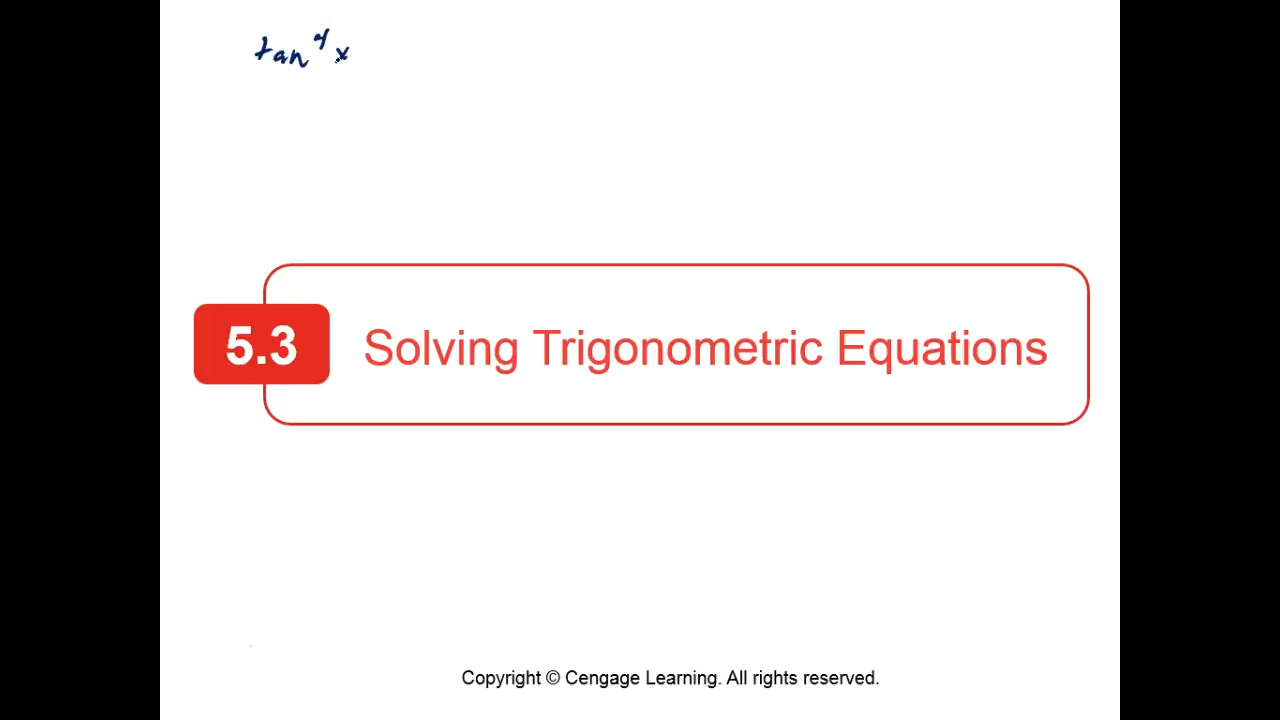 tan⁴x
5.3 Solving Trigonometric Equations
Copyright © Cengage Learning. All rights reserved.